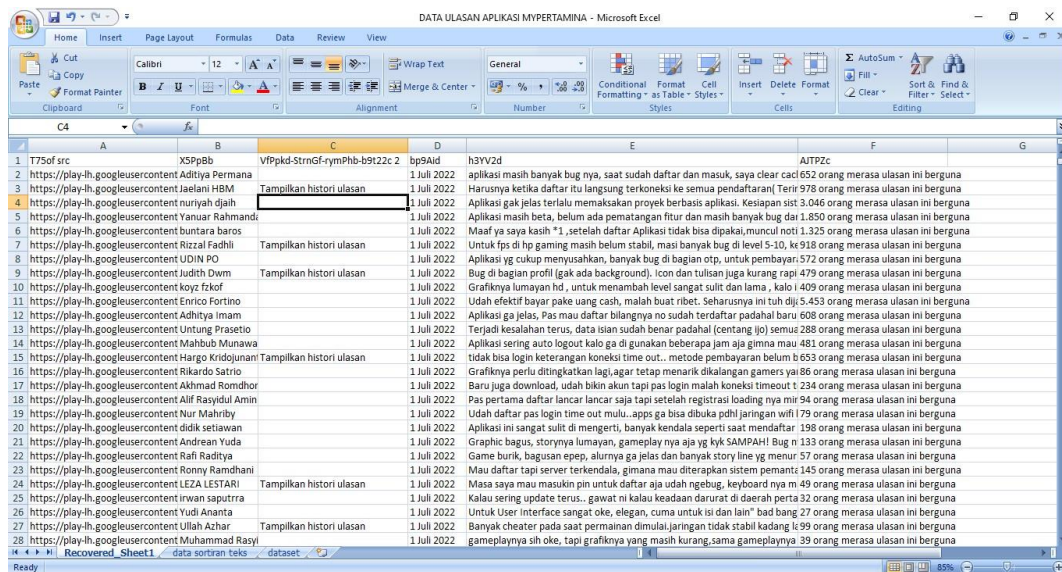 DATA ULASAN APLIKASI MYPERTAMINA - Microsoft Excel
Home Insert Page Layout Formulas Data Review View
Cut Calibri 12 Wrap Text General Σ AutoSum
Copy Fill
Paste Format Painter B I U Merge & Center % , Conditional Formatting Format as Table Cell Styles Insert Delete Format Clear Sort & Filter Find & Select
Clipboard Font Alignment Number Styles Cells Editing
C4 fx
A B C D E F G
1 T75of src X5PpBb VfPpkd-StrnGf-rymPhb-b9t22c 2 bp9Aid h3YV2d AJTPZc
2 https://play-lh.googleusercontent Aditiya Permana 1 Juli 2022 aplikasi masih banyak bug nya, saat sudah daftar dan masuk, saya clear cacl 652 orang merasa ulasan ini berguna
3 https://play-lh.googleusercontent Jaelani HBM Tampilkan histori ulasan 1 Juli 2022 Harusnya ketika daftar itu langsung terkoneksi ke semua pendaftaran( Terir 978 orang merasa ulasan ini berguna
4 https://play-lh.googleusercontent nuriyah djaih 1 Juli 2022 Aplikasi gak jelas terlalu memaksakan proyek berbasis aplikasi. Kesiapan sist 3.046 orang merasa ulasan ini berguna
5 https://play-lh.googleusercontent Yanuar Rahmanda 1 Juli 2022 Aplikasi masih beta, belum ada pematangan fitur dan masih banyak bug dar 1.850 orang merasa ulasan ini berguna
6 https://play-lh.googleusercontent buntara baros 1 Juli 2022 Maaf ya saya kasih *1 ,setelah daftar Aplikasi tidak bisa dipakai,muncul noti 1.325 orang merasa ulasan ini berguna
7 https://play-lh.googleusercontent Rizzal Fadhli Tampilkan histori ulasan 1 Juli 2022 Untuk fps di hp gaming masih belum stabil, masi banyak bug di level 5-10, ke 918 orang merasa ulasan ini berguna
8 https://play-lh.googleusercontent UDIN PO 1 Juli 2022 Aplikasi yg cukup menyusahkan, banyak bug di bagian otp, untuk pembayar 572 orang merasa ulasan ini berguna
9 https://play-lh.googleusercontent Judith Dwm Tampilkan histori ulasan 1 Juli 2022 Bug di bagian profil (gak ada background). Icon dan tulisan juga kurang rapi 479 orang merasa ulasan ini berguna
10 https://play-lh.googleusercontent koyz fzkof 1 Juli 2022 Grafiknya lumayan hd , untuk menambah level sangat sulit dan lama , kalo i 409 orang merasa ulasan ini berguna
11 https://play-lh.googleusercontent Enrico Fortino 1 Juli 2022 Udah efektif bayar pake uang cash, malah buat ribet. Seharusnya ini tuh dija 5.453 orang merasa ulasan ini berguna
12 https://play-lh.googleusercontent Adhitya Imam 1 Juli 2022 Aplikasi ga jelas, Pas mau daftar bilangnya no sudah terdaftar padahal baru 608 orang merasa ulasan ini berguna
13 https://play-lh.googleusercontent Untung Prasetio 1 Juli 2022 Terjadi kesalahan terus, data isian sudah benar padahal (centang ijo) semua 288 orang merasa ulasan ini berguna
14 https://play-lh.googleusercontent Mahbub Munawa 1 Juli 2022 Aplikasi sering auto logout kalo ga di gunakan beberapa jam aja gimna mau 481 orang merasa ulasan ini berguna
15 https://play-lh.googleusercontent Hargo Kridojunan Tampilkan histori ulasan 1 Juli 2022 tidak bisa login keterangan koneksi time out.. metode pembayaran belum b 653 orang merasa ulasan ini berguna
16 https://play-lh.googleusercontent Rikardo Satrio 1 Juli 2022 Grafiknya perlu ditingkatkan lagi,agar tetap menarik dikalangan gamers yan 86 orang merasa ulasan ini berguna
17 https://play-lh.googleusercontent Akhmad Romdhor 1 Juli 2022 Baru juga download, udah bikin akun tapi pas login malah koneksi timeout t 234 orang merasa ulasan ini berguna
18 https://play-lh.googleusercontent Alif Rasyidul Amin 1 Juli 2022 Pas pertama daftar lancar lancar saja tapi setelah registrasi loading nya mir 94 orang merasa ulasan ini berguna
19 https://play-lh.googleusercontent Nur Mahriby 1 Juli 2022 Udah daftar pas login time out mulu..apps ga bisa dibuka pdhl jaringan wifi l 79 orang merasa ulasan ini berguna
20 https://play-lh.googleusercontent didik setiawan 1 Juli 2022 Aplikasi ini sangat sulit di mengerti, banyak kendala seperti saat mendaftar 198 orang merasa ulasan ini berguna
21 https://play-lh.googleusercontent Andrean Yuda 1 Juli 2022 Graphic bagus, storynya lumayan, gameplay nya aja yg kyk SAMPAH! Bug n 133 orang merasa ulasan ini berguna
22 https://play-lh.googleusercontent Rafi Raditya 1 Juli 2022 Game burik, bagusan epep, alurnya ga jelas dan banyak story line yg menur 57 orang merasa ulasan ini berguna
23 https://play-lh.googleusercontent Ronny Ramdhani 1 Juli 2022 Mau daftar tapi server terkendala, gimana mau diterapkan sistem pemanta 145 orang merasa ulasan ini berguna
24 https://play-lh.googleusercontent LEZA LESTARI Tampilkan histori ulasan 1 Juli 2022 Masa saya mau masukin pin untuk daftar aja udah ngebug, keyboard nya m 49 orang merasa ulasan ini berguna
25 https://play-lh.googleusercontent irwan saputrra 1 Juli 2022 Kalau sering update terus.. gawat ni kalau keadaan darurat di daerah perta 32 orang merasa ulasan ini berguna
26 https://play-lh.googleusercontent Yudi Ananta 1 Juli 2022 Untuk User Interface sangat oke, elegan, cuma untuk isi dan lain" bad bang 27 orang merasa ulasan ini berguna
27 https://play-lh.googleusercontent Ullah Azhar Tampilkan histori ulasan 1 Juli 2022 Banyak cheater pada saat permainan dimulai.jaringan tidak stabil kadang la 99 orang merasa ulasan ini berguna
28 https://play-lh.googleusercontent Muhammad Rasyi 1 Juli 2022 gameplaynya sih oke, tapi grafiknya yang masih kurang,sama gameplaynya 39 orang merasa ulasan ini berguna
Recovered_Sheet1 data sortiran teks dataset
Ready 85%